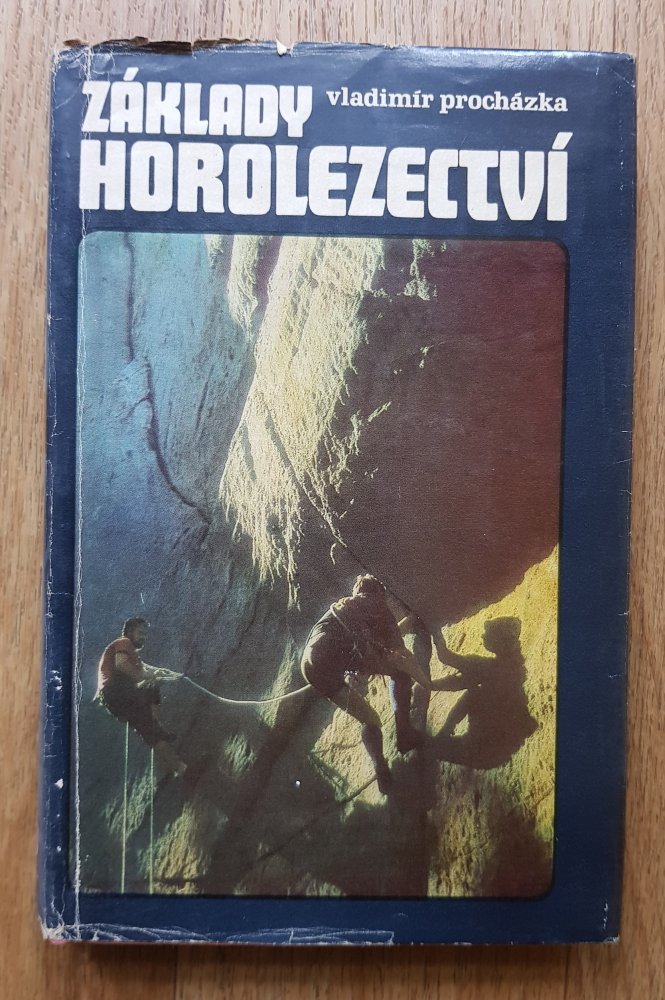 ZÁKLADY
vladimír procházka
HOROLEZECTVÍ